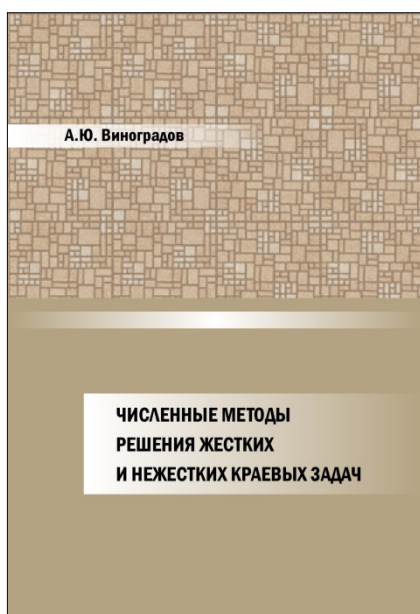 А.Ю. Виноградов
ЧИСЛЕННЫЕ МЕТОДЫ
РЕШЕНИЯ ЖЕСТКИХ
И НЕЖЕСТКИХ КРАЕВЫХ ЗАДАЧ